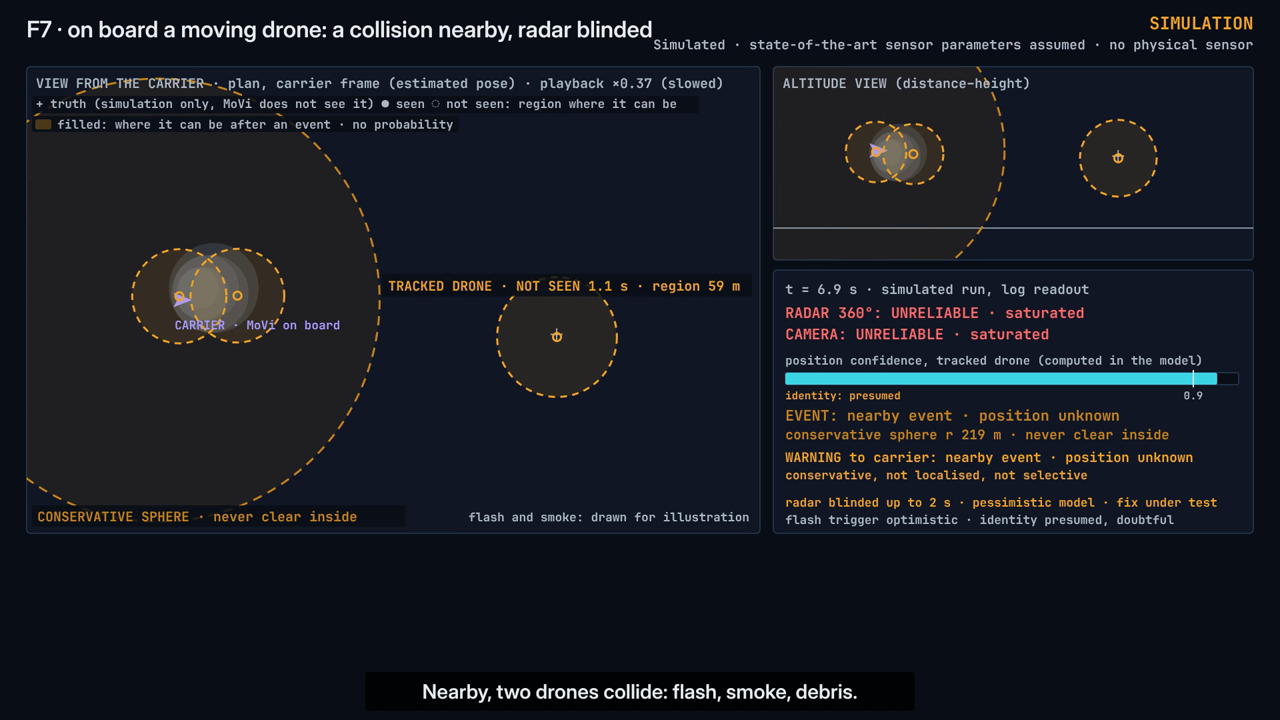 F7 · on board a moving drone: a collision nearby, radar blinded
SIMULATION
Simulated · state-of-the-art sensor parameters assumed · no physical sensor
VIEW FROM THE CARRIER · plan, carrier frame (estimated pose) · playback ×0.37 (slowed)
+ truth (simulation only, MoVi does not see it) ● seen ◌ not seen: region where it can be
filled: where it can be after an event · no probability
TRACKED DRONE · NOT SEEN 1.1 s · region 59 m
CARRIER · MoVi on board
CONSERVATIVE SPHERE · never clear inside
flash and smoke: drawn for illustration
ALTITUDE VIEW (distance-height)
t = 6.9 s · simulated run, log readout
RADAR 360°: UNRELIABLE · saturated
CAMERA: UNRELIABLE · saturated
position confidence, tracked drone (computed in the model)
identity: presumed
0.9
EVENT: nearby event · position unknown
conservative sphere r 219 m · never clear inside
WARNING to carrier: nearby event · position unknown
conservative, not localised, not selective
radar blinded up to 2 s · pessimistic model · fix under test
flash trigger optimistic · identity presumed, doubtful
Nearby, two drones collide: flash, smoke, debris.